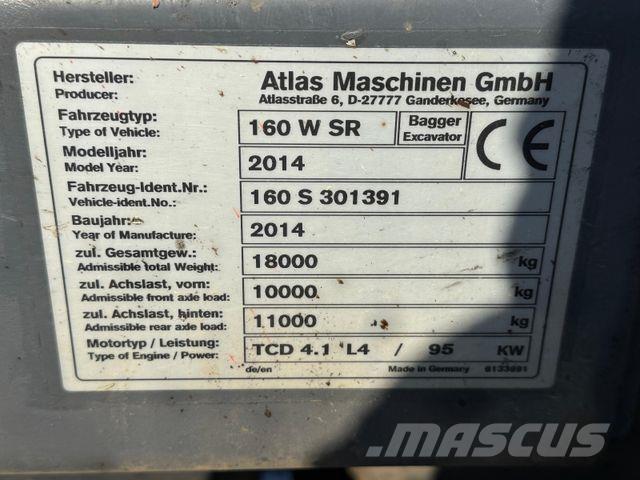 Hersteller: Atlas Maschinen GmbH
Producer: Atlasstraße 6, D-27777 Ganderkesee, Germany
Fahrzeugtyp: 160 W SR Bagger
Type of Vehicle: Excavator
CE
Modelljahr: 2014
Model Year:
Fahrzeug-Ident.Nr.: 160 S 301391
Vehicle-ident.No.:
Baujahr: 2014
Year of Manufacture:
zul. Gesamtgew.: 18000 kg
Admissible total Weight:
zul. Achslast, vorn: 10000 kg
Admissible front axle load:
zul. Achslast, hinten: 11000 kg
Admissible rear axle load:
Motortyp / Leistung: TCD 4.1 L4 / 95 KW
Type of Engine / Power:
de/en Made in Germany
MASCUS